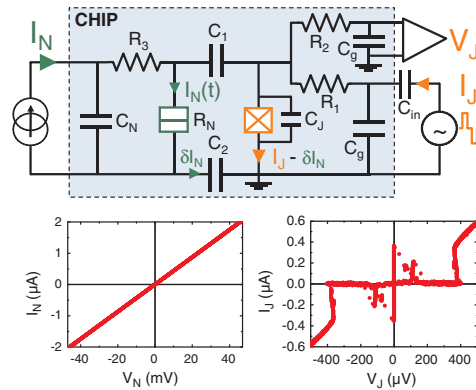 CHIP
I_N
R_3
C_1
R_2
C_g
V_J
I_N(t)
R_1
I_J
C_N
R_N
C_J
C_in
C_2
C_g
~
δI_N
I_J - δI_N
2
1
0
-1
-2
I_N (µA)
-40 -20 0 20 40
V_N (mV)
0.6
0.4
0.2
0.0
-0.2
-0.4
-0.6
I_J (µA)
-400 0 400
V_J (µV)